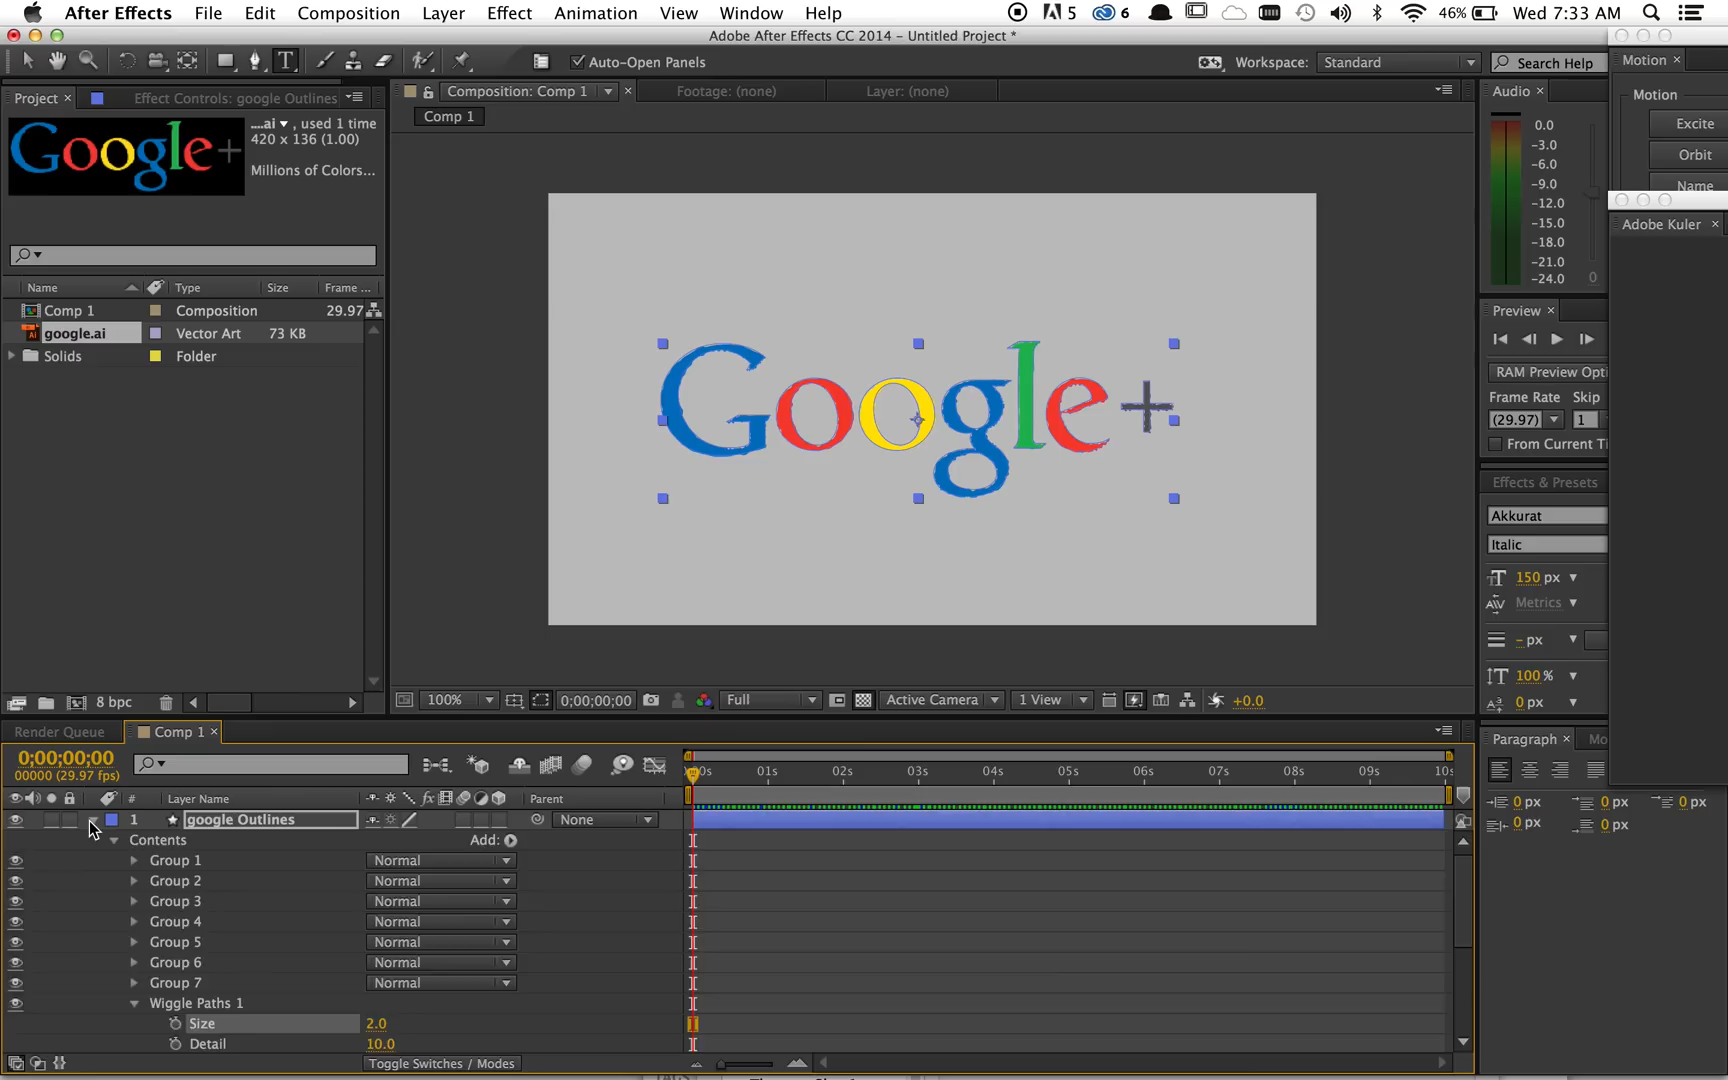 After Effects File Edit Composition Layer Effect Animation View Window Help 5 6 46% Wed 7:33 AM
Adobe After Effects CC 2014 – Untitled Project *
T Auto-Open Panels Workspace: Standard Search Help
Project × Effect Controls: google Outlines
Composition: Comp 1 × Footage: (none) Layer: (none)
Comp 1
Google+
....ai , used 1 time
420 x 136 (1.00)
Millions of Colors...
Name Type Size Frame ...
Comp 1 Composition 29.97
google.ai Vector Art 73 KB
Solids Folder
8 bpc
Google+
100% 0;00;00;00 Full Active Camera 1 View +0.0
Audio ×
0.0
-3.0
-6.0
-9.0
-12.0
-15.0
-18.0
-21.0
-24.0 0
Motion ×
Motion
Excite
Orbit
Name
Adobe Kuler ×
Preview ×
RAM Preview Opti
Frame Rate Skip
(29.97) 1
From Current Ti
Effects & Presets
Akkurat
Italic
150 px
Metrics
- px
100 %
0 px
Paragraph × Mo
0 px 0 px 0 px
0 px 0 px
Render Queue Comp 1 ×
0;00;00;00
00000 (29.97 fps)
:00s 01s 02s 03s 04s 05s 06s 07s 08s 09s 10s
# Layer Name fx Parent
1 google Outlines None
Contents Add:
Group 1 Normal
Group 2 Normal
Group 3 Normal
Group 4 Normal
Group 5 Normal
Group 6 Normal
Group 7 Normal
Wiggle Paths 1
Size 2.0
Detail 10.0
Toggle Switches / Modes